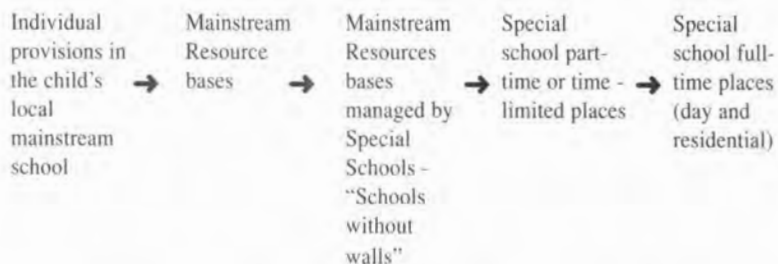 Individual
provisions in
the child's
local
mainstream
school
Mainstream
Resource
bases
Mainstream
Resources
bases
managed by
Special
Schools -
"Schools
without
walls"
Special
school part-
time or time -
limited places
Special
school full-
time places
(day and
residential)